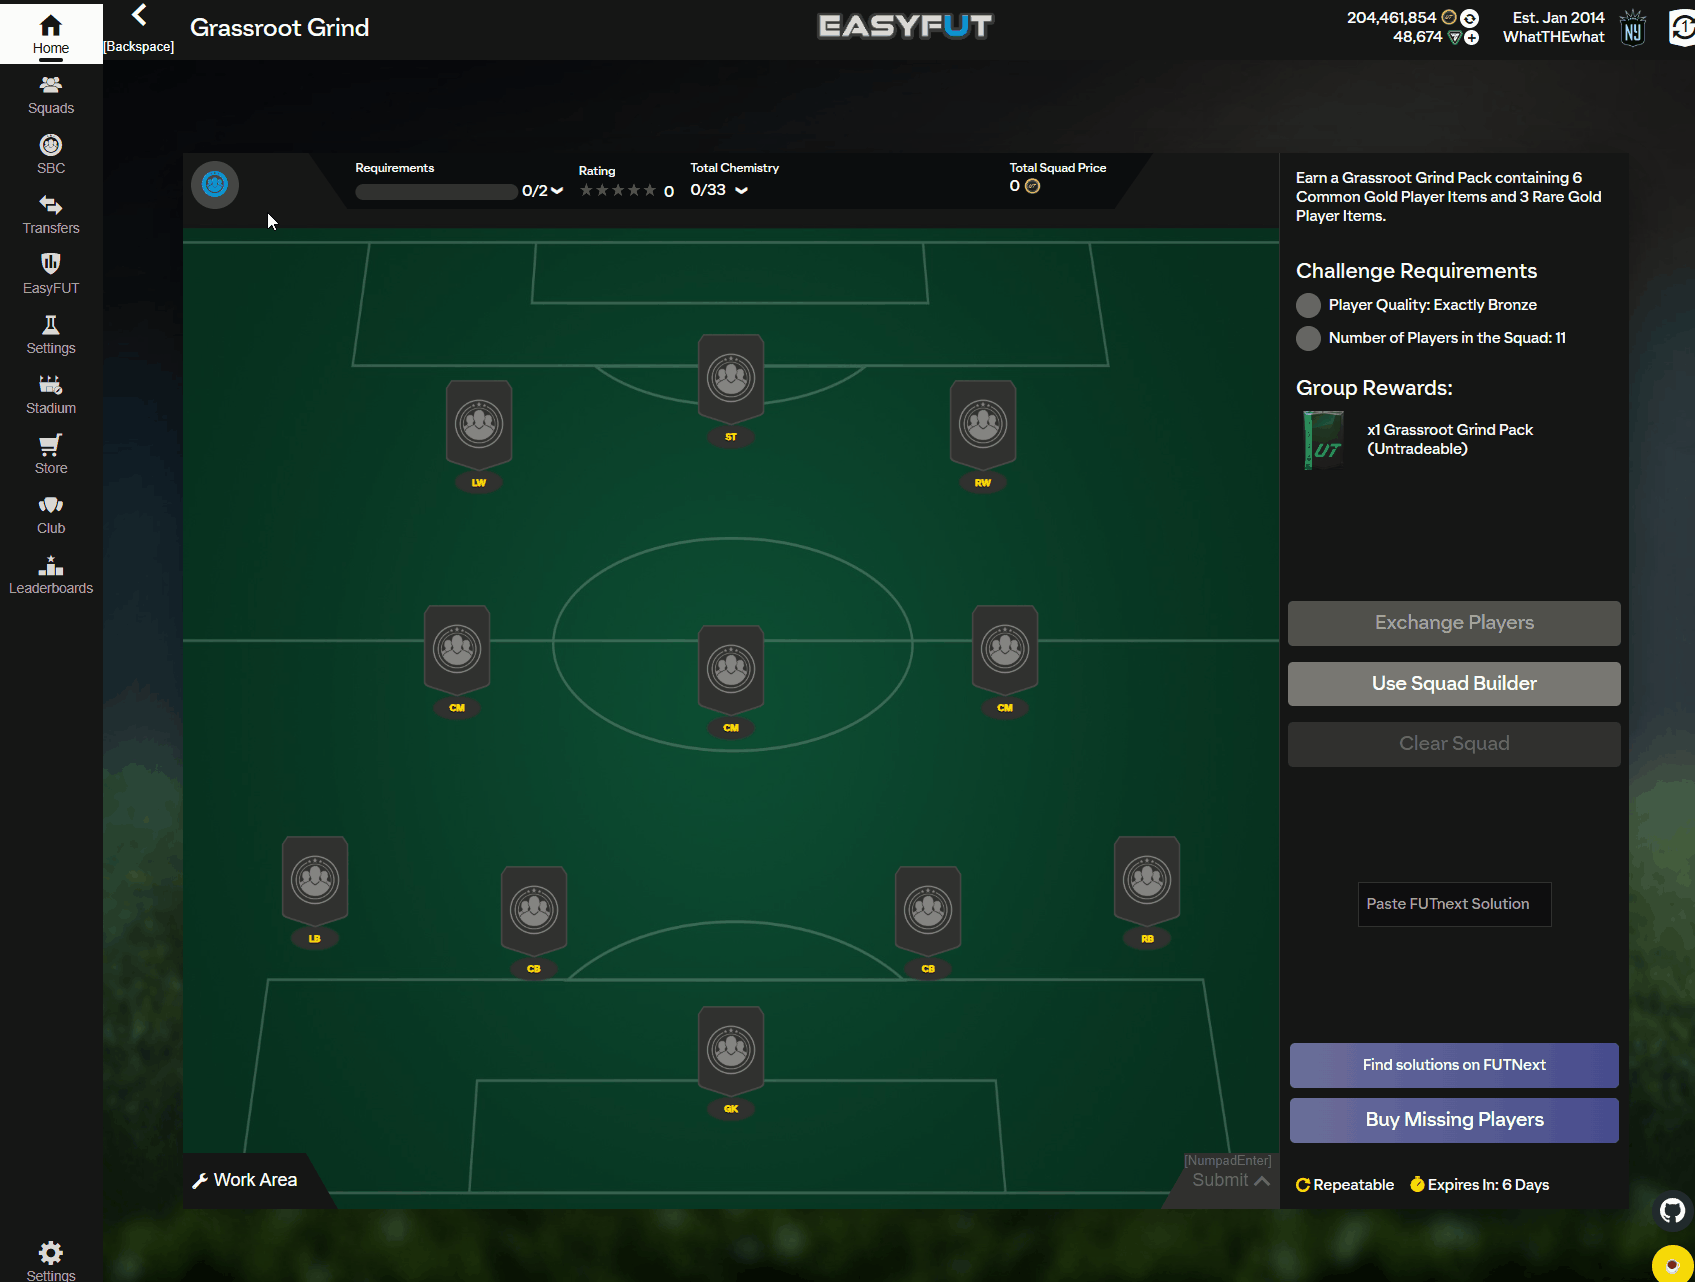 Home
[Backspace]
Grassroot Grind
EASYFUT
204,461,854
48,674
Est. Jan 2014
WhatTHEwhat
NY
1
Squads
SBC
Transfers
EasyFUT
Settings
Stadium
Store
Club
Leaderboards
Settings
Requirements
0/2
Rating
0
Total Chemistry
0/33
Total Squad Price
0
ST
LW
RW
CM
CM
CM
LB
CB
CB
RB
GK
Work Area
[NumpadEnter]
Submit
Earn a Grassroot Grind Pack containing 6
Common Gold Player Items and 3 Rare Gold
Player Items.
Challenge Requirements
Player Quality: Exactly Bronze
Number of Players in the Squad: 11
Group Rewards:
UT
x1 Grassroot Grind Pack
(Untradeable)
Exchange Players
Use Squad Builder
Clear Squad
Paste FUTnext Solution
Find solutions on FUTNext
Buy Missing Players
Repeatable
Expires In: 6 Days